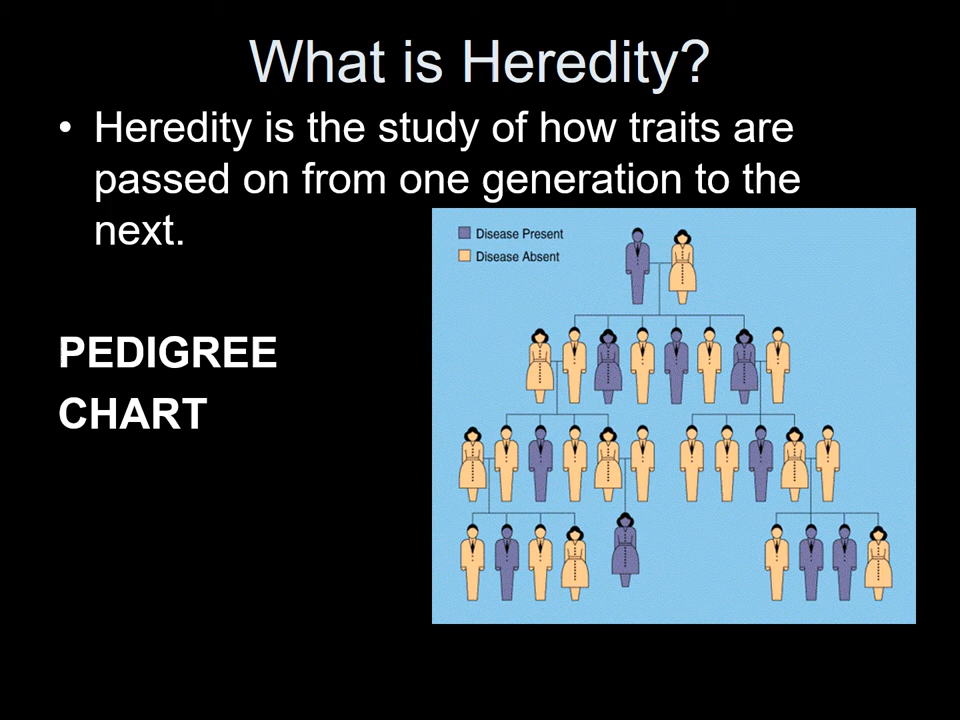 What is Heredity?
• Heredity is the study of how traits are
passed on from one generation to the
next.
Disease Present
Disease Absent
PEDIGREE
CHART